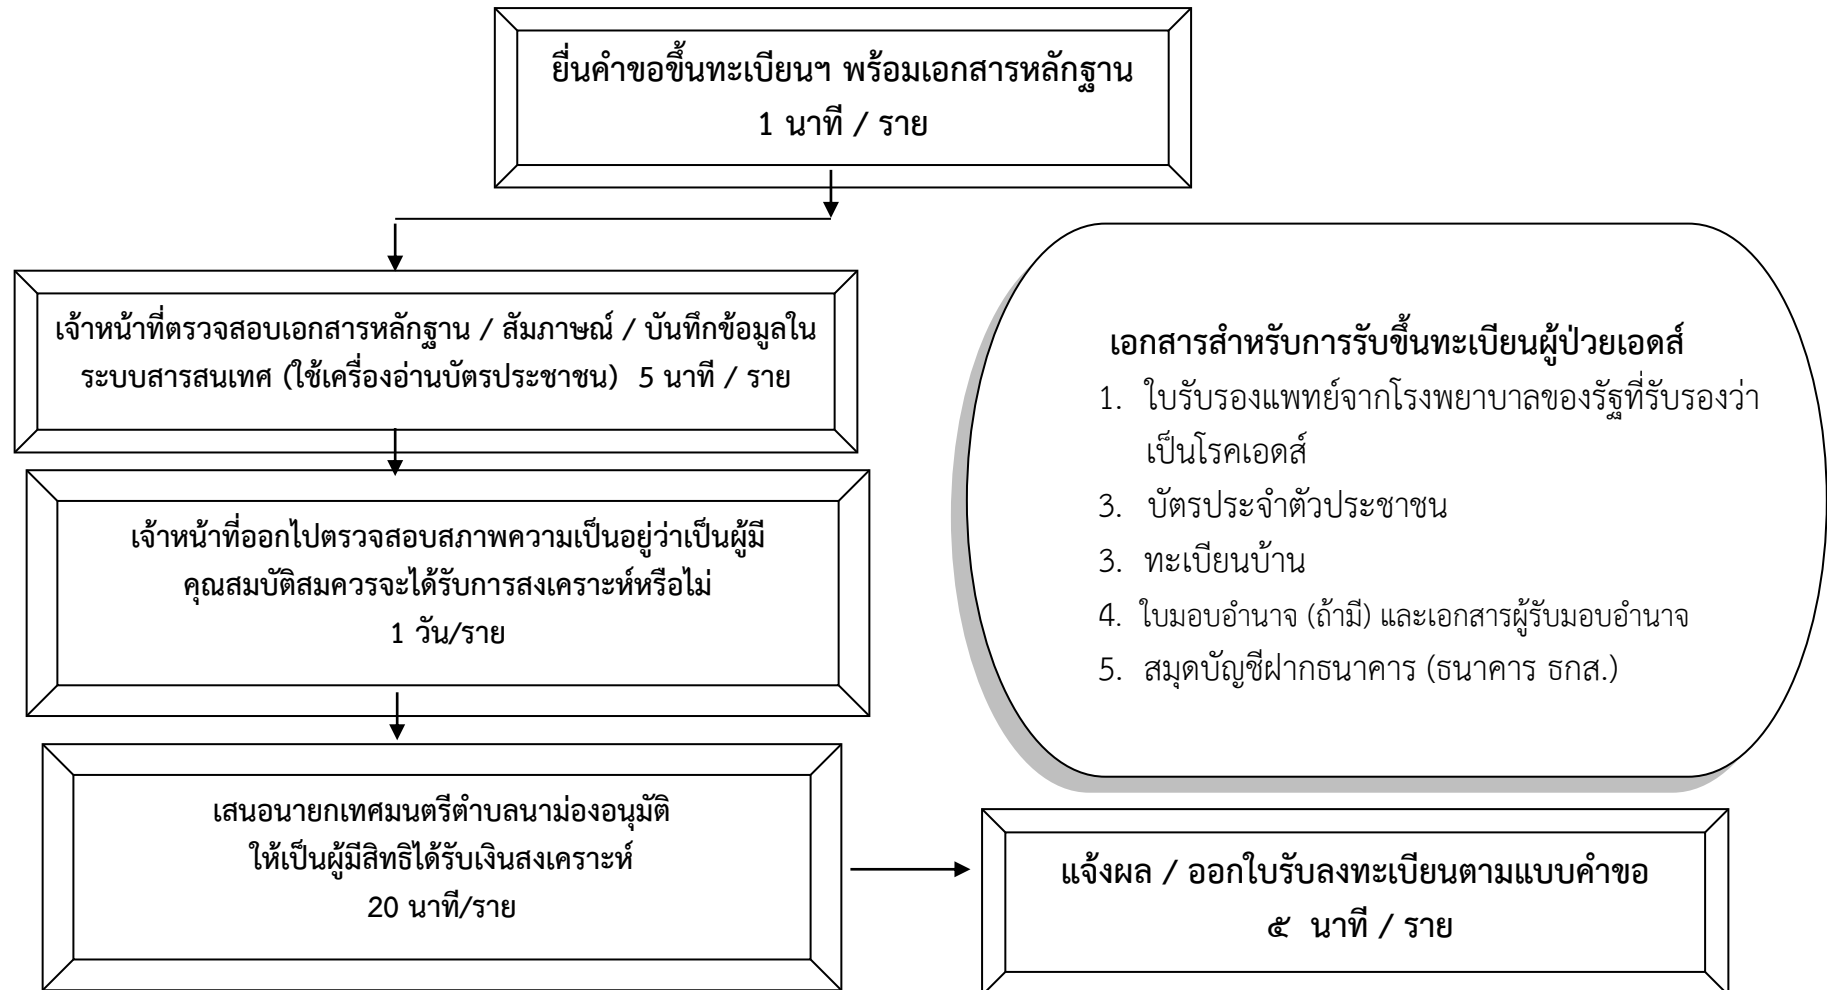 ยื่นคำขอขึ้นทะเบียนฯ พร้อมเอกสารหลักฐาน
1 นาที / ราย
เจ้าหน้าที่ตรวจสอบเอกสารหลักฐาน / สัมภาษณ์ / บันทึกข้อมูลใน
ระบบสารสนเทศ (ใช้เครื่องอ่านบัตรประชาชน) 5 นาที / ราย
เจ้าหน้าที่ออกไปตรวจสอบสภาพความเป็นอยู่ว่าเป็นผู้มี
คุณสมบัติสมควรจะได้รับการสงเคราะห์หรือไม่
1 วัน/ราย
เสนอนายกเทศมนตรีตำบลนาม่องอนุมัติ
ให้เป็นผู้มีสิทธิได้รับเงินสงเคราะห์
20 นาที/ราย
เอกสารสำหรับการรับขึ้นทะเบียนผู้ป่วยเอดส์
1. ใบรับรองแพทย์จากโรงพยาบาลของรัฐที่รับรองว่า
เป็นโรคเอดส์
3. บัตรประจำตัวประชาชน
3. ทะเบียนบ้าน
4. ใบมอบอำนาจ (ถ้ามี) และเอกสารผู้รับมอบอำนาจ
5. สมุดบัญชีฝากธนาคาร (ธนาคาร ธกส.)
แจ้งผล / ออกใบรับลงทะเบียนตามแบบคำขอ
๕ นาที / ราย